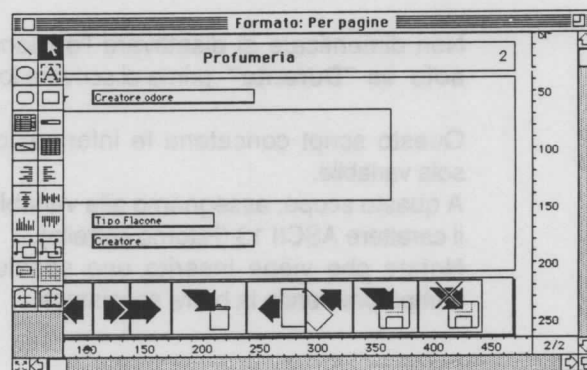 Formato: Per pagine
Profumeria 2
Creatore odore
Tipo Flacone
Creatore
50
100
150
200
250
100 150 200 250 300 350 400 450 2/2